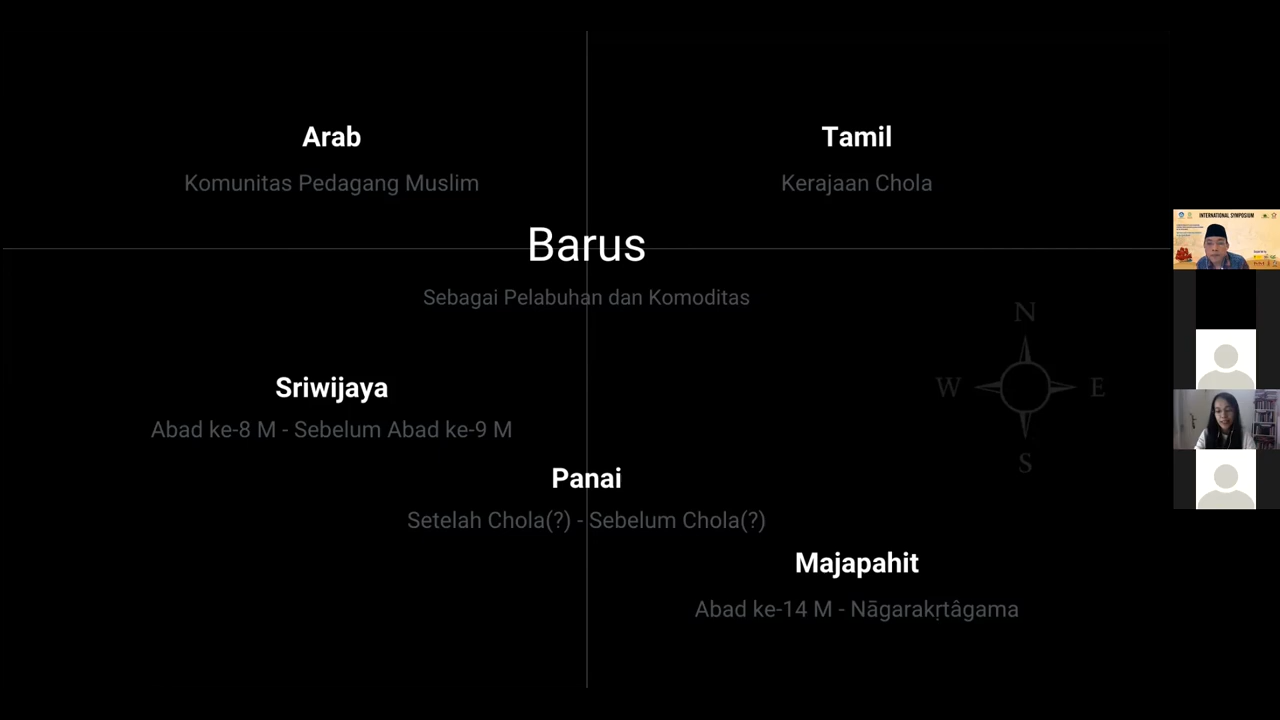 Arab
Komunitas Pedagang Muslim
Tamil
Kerajaan Chola
Barus
Sebagai Pelabuhan dan Komoditas
N
W
E
S
Sriwijaya
Abad ke-8 M - Sebelum Abad ke-9 M
Panai
Setelah Chola(?) - Sebelum Chola(?)
Majapahit
Abad ke-14 M - Nāgarakṛtâgama
INTERNATIONAL SYMPOSIUM